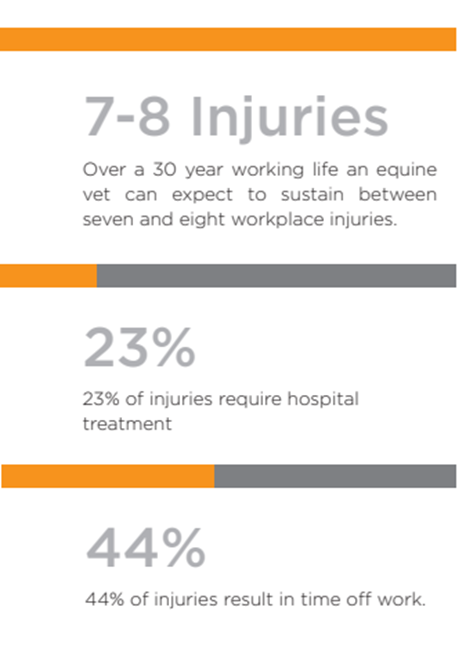 7-8 Injuries
Over a 30 year working life an equine
vet can expect to sustain between
seven and eight workplace injuries.
23%
23% of injuries require hospital
treatment
44%
44% of injuries result in time off work.